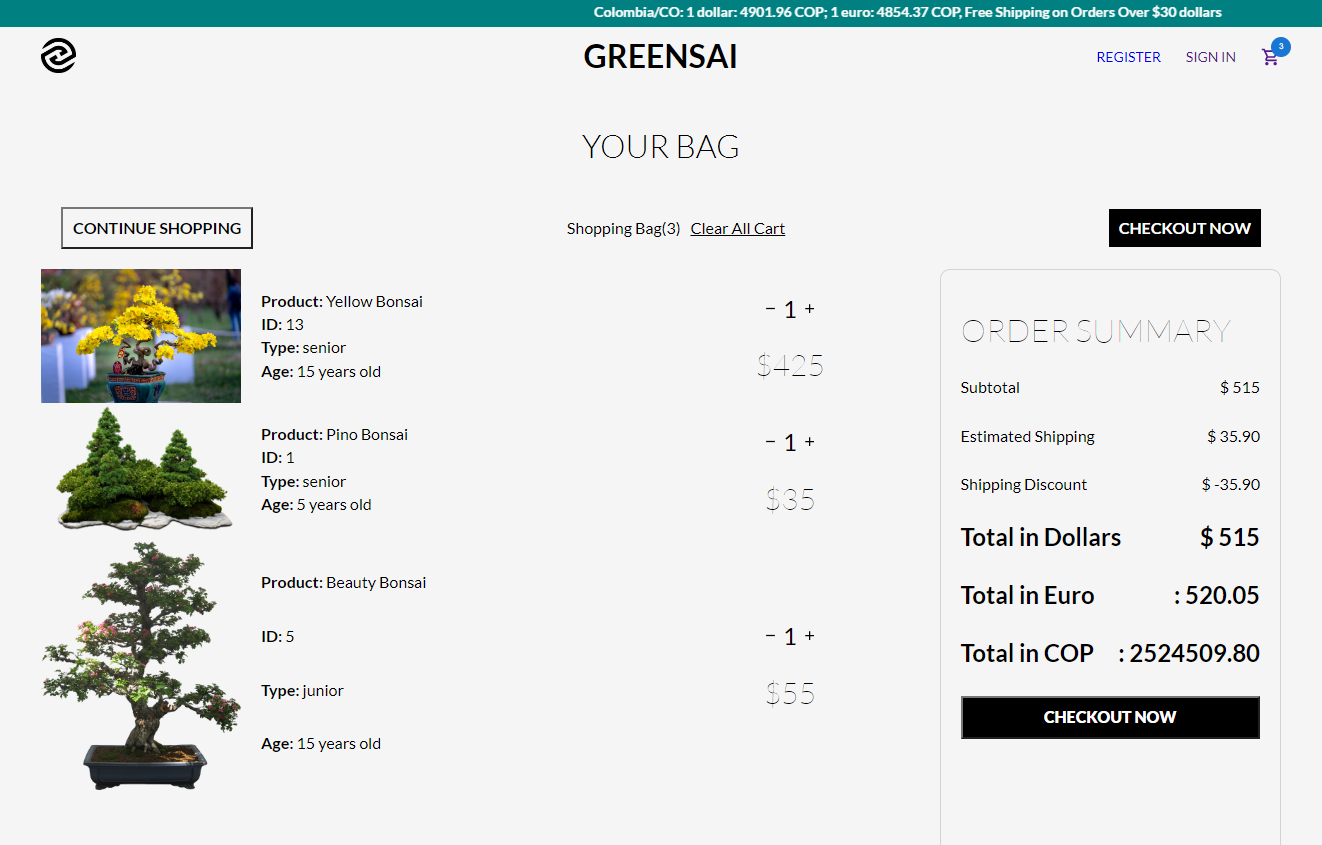 Colombia/CO: 1 dollar: 4901.96 COP; 1 euro: 4854.37 COP, Free Shipping on Orders Over $30 dollars
GREENSAI
REGISTER
SIGN IN
3
YOUR BAG
CONTINUE SHOPPING
Shopping Bag(3)
Clear All Cart
CHECKOUT NOW
Product: Yellow Bonsai
ID: 13
Type: senior
Age: 15 years old
− 1 +
$425
Product: Pino Bonsai
ID: 1
Type: senior
Age: 5 years old
− 1 +
$35
Product: Beauty Bonsai
ID: 5
Type: junior
Age: 15 years old
− 1 +
$55
ORDER SUMMARY
Subtotal $ 515
Estimated Shipping $ 35.90
Shipping Discount $ -35.90
Total in Dollars $ 515
Total in Euro : 520.05
Total in COP : 2524509.80
CHECKOUT NOW